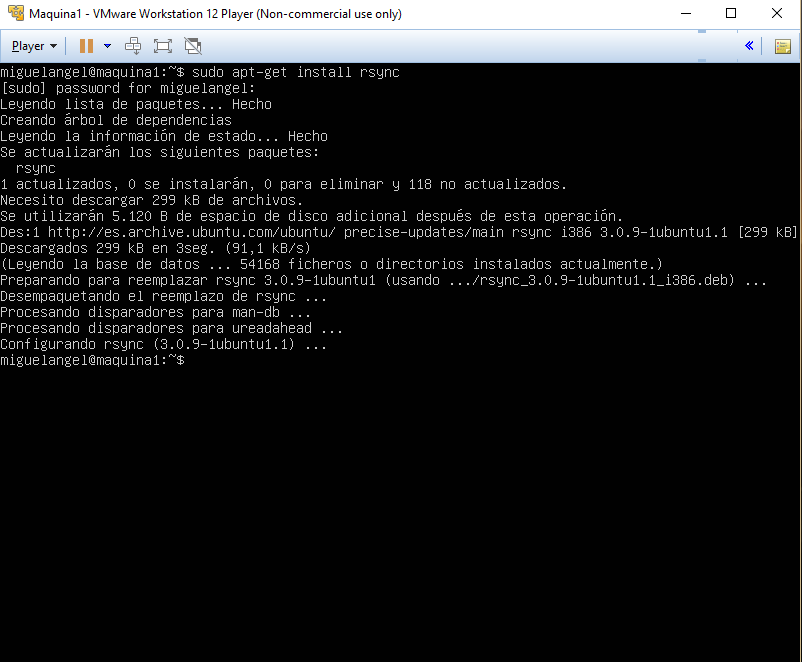 Maquina1 - VMware Workstation 12 Player (Non-commercial use only)
Player
miguelangel@maquina1:~$ sudo apt-get install rsync
[sudo] password for miguelangel:
Leyendo lista de paquetes... Hecho
Creando árbol de dependencias
Leyendo la información de estado... Hecho
Se actualizarán los siguientes paquetes:
  rsync
1 actualizados, 0 se instalarán, 0 para eliminar y 118 no actualizados.
Necesito descargar 299 kB de archivos.
Se utilizarán 5.120 B de espacio de disco adicional después de esta operación.
Des:1 http://es.archive.ubuntu.com/ubuntu/ precise-updates/main rsync i386 3.0.9-1ubuntu1.1 [299 kB]
Descargados 299 kB en 3seg. (91,1 kB/s)
(Leyendo la base de datos ... 54168 ficheros o directorios instalados actualmente.)
Preparando para reemplazar rsync 3.0.9-1ubuntu1 (usando .../rsync_3.0.9-1ubuntu1.1_i386.deb) ...
Desempaquetando el reemplazo de rsync ...
Procesando disparadores para man-db ...
Procesando disparadores para ureadahead ...
Configurando rsync (3.0.9-1ubuntu1.1) ...
miguelangel@maquina1:~$